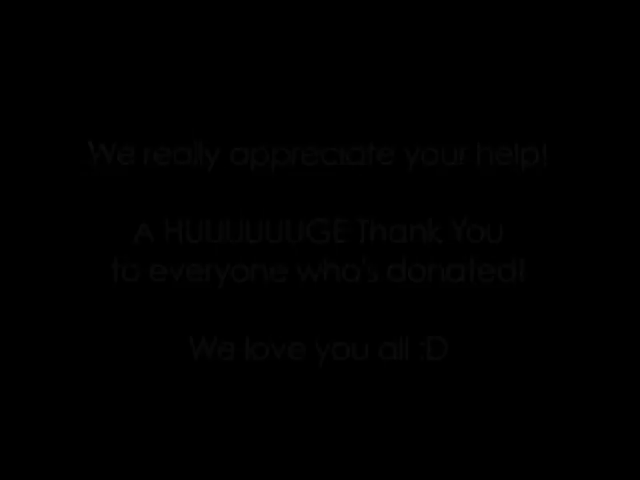 We really appreciate your help!
A HUUUUUUGE Thank You
to everyone who's donated!
We love you all :D